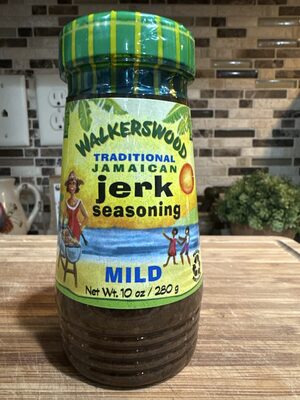 WALKERSWOOD
TRADITIONAL
JAMAICAN
jerk
seasoning
MILD
Net Wt. 10 oz / 280 g